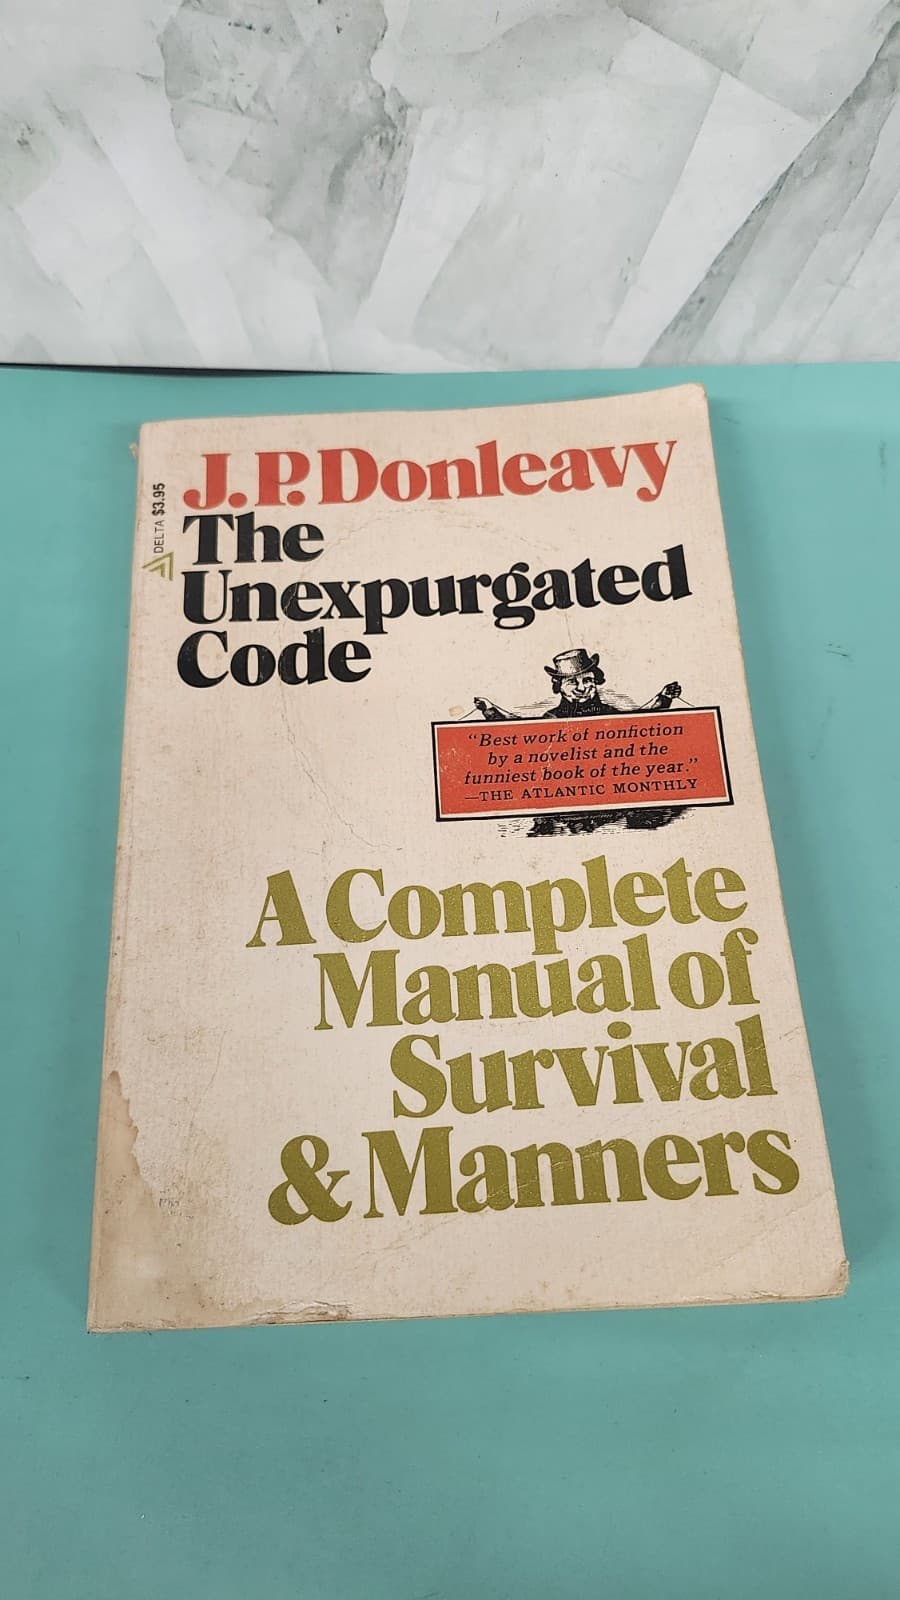 J.P. Donleavy
DELTA $3.95
The
Unexpurgated
Code
"Best work of nonfiction
by a novelist and the
funniest book of the year."
—THE ATLANTIC MONTHLY
A Complete
Manual of
Survival
& Manners